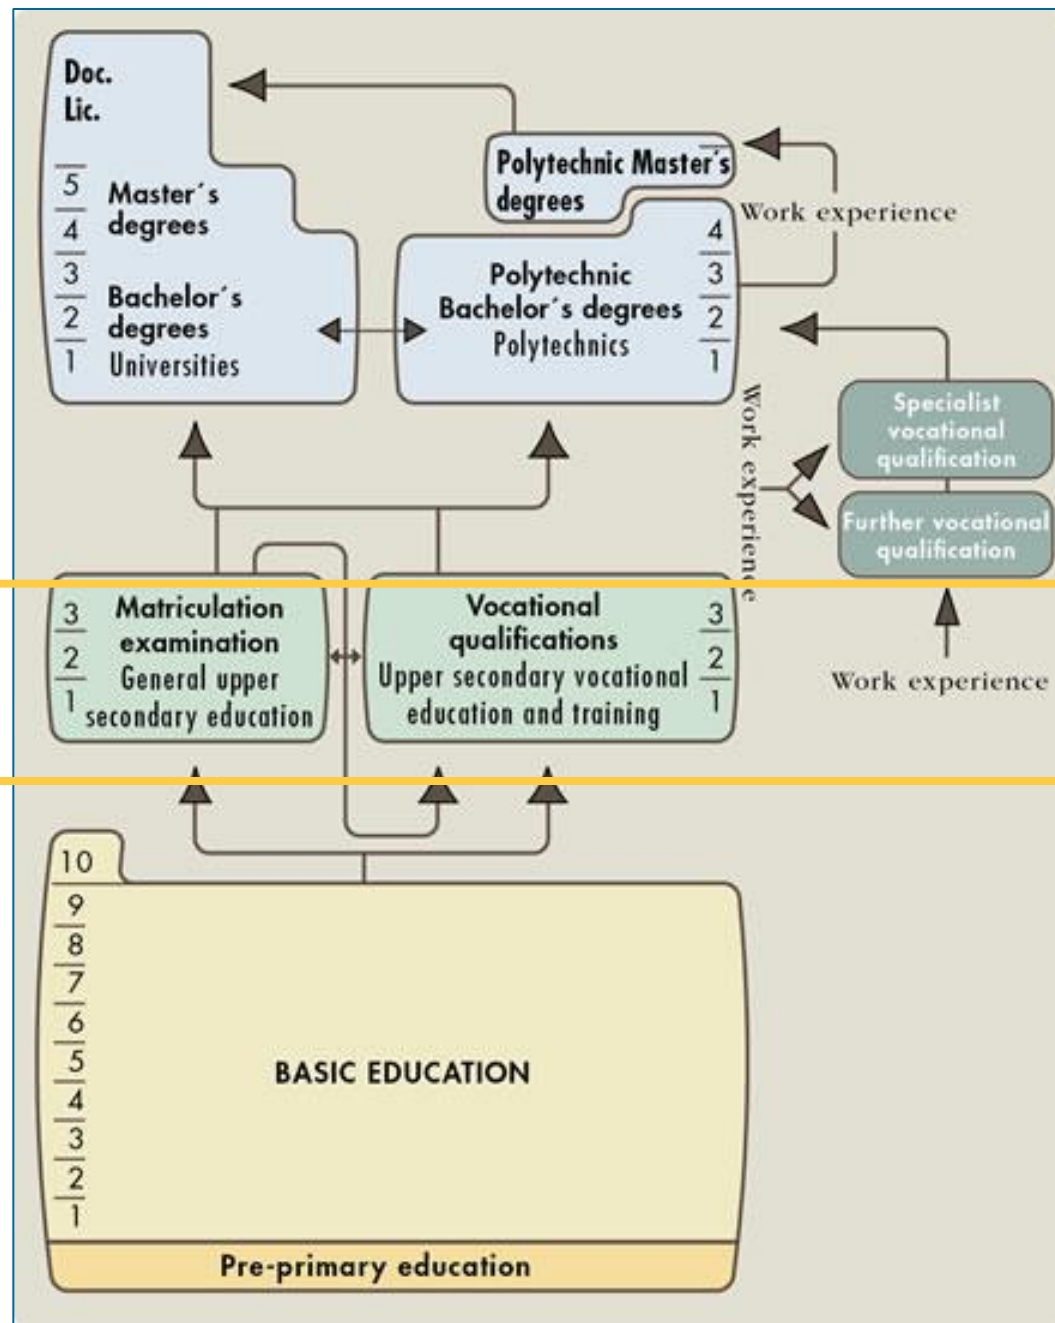 Doc.
Lic.
5
4
3
2
1
Master´s
degrees
Bachelor´s
degrees
Universities
Polytechnic Master´s
degrees
Work experience
Polytechnic
Bachelor´s degrees
Polytechnics
4
3
2
1
Work experience
Specialist
vocational
qualification
Further vocational
qualification
Work experience
3
2
1
Matriculation
examination
General upper
secondary education
Vocational
qualifications
Upper secondary vocational
education and training
3
2
1
10
9
8
7
6
5
4
3
2
1
BASIC EDUCATION
Pre-primary education